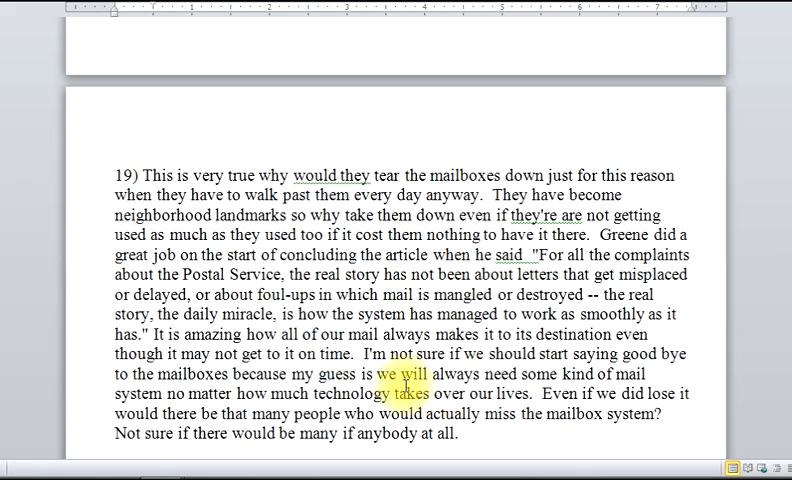 1 2 3 4 5 6 7
19) This is very true why would they tear the mailboxes down just for this reason
when they have to walk past them every day anyway.  They have become
neighborhood landmarks so why take them down even if they're are not getting
used as much as they used too if it cost them nothing to have it there.  Greene did a
great job on the start of concluding the article when he said  "For all the complaints
about the Postal Service, the real story has not been about letters that get misplaced
or delayed, or about foul-ups in which mail is mangled or destroyed -- the real
story, the daily miracle, is how the system has managed to work as smoothly as it
has." It is amazing how all of our mail always makes it to its destination even
though it may not get to it on time.  I'm not sure if we should start saying good bye
to the mailboxes because my guess is we will always need some kind of mail
system no matter how much technology takes over our lives.  Even if we did lose it
would there be that many people who would actually miss the mailbox system?
Not sure if there would be many if anybody at all.